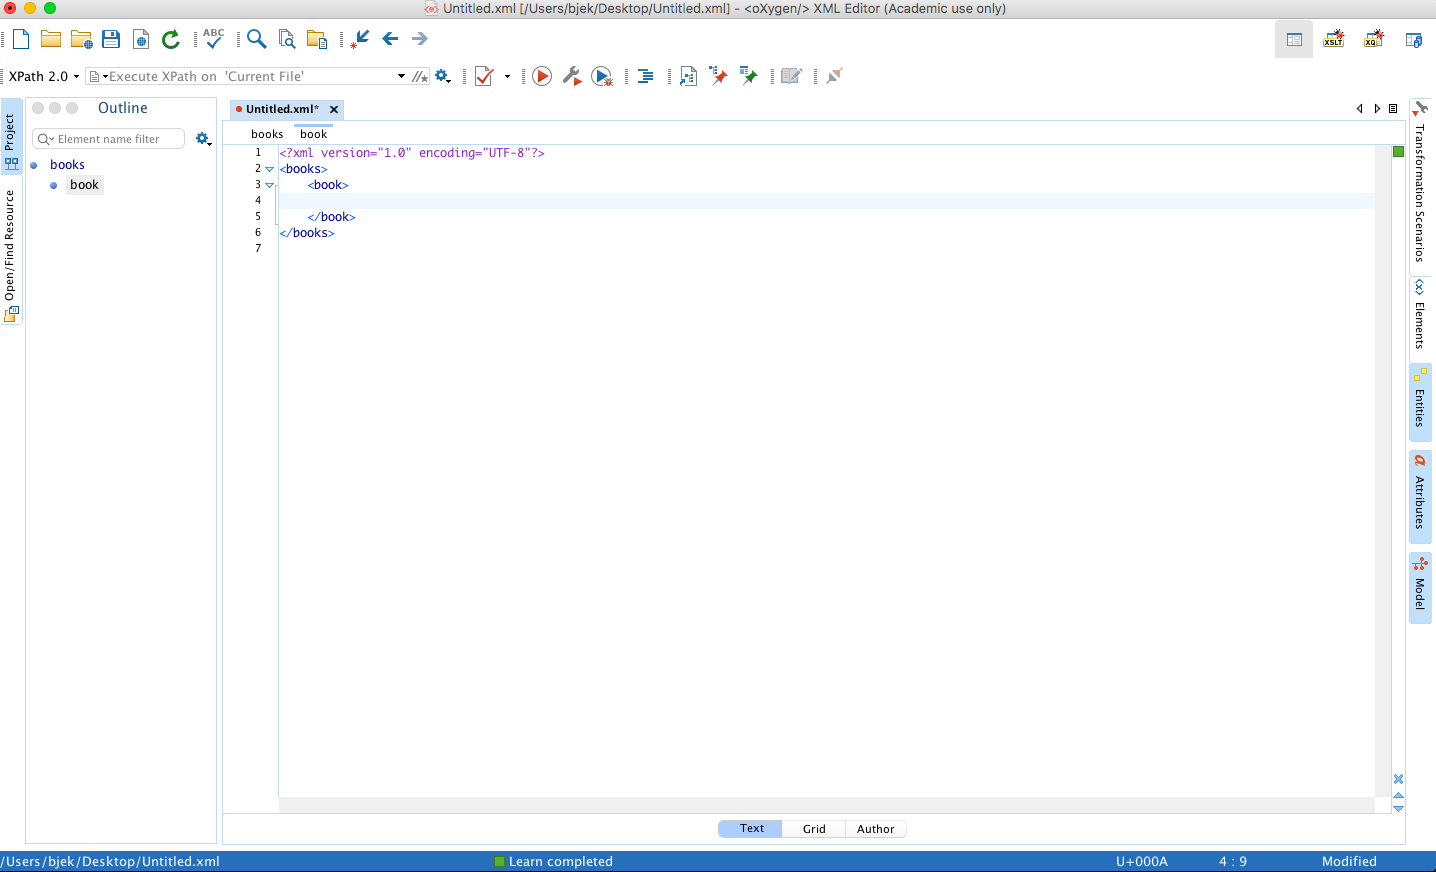 Untitled.xml [/Users/bjek/Desktop/Untitled.xml] - <oXygen/> XML Editor (Academic use only)
ABC
XSLT
XQ
XPath 2.0
Execute XPath on 'Current File'
Project
Open/Find Resource
Outline
Element name filter
books
book
Untitled.xml*
books book
1 <?xml version="1.0" encoding="UTF-8"?>
2 <books>
3 <book>
4
5 </book>
6 </books>
7
Transformation Scenarios
Elements
Entities
a Attributes
Model
Text Grid Author
/Users/bjek/Desktop/Untitled.xml Learn completed U+000A 4 : 9 Modified